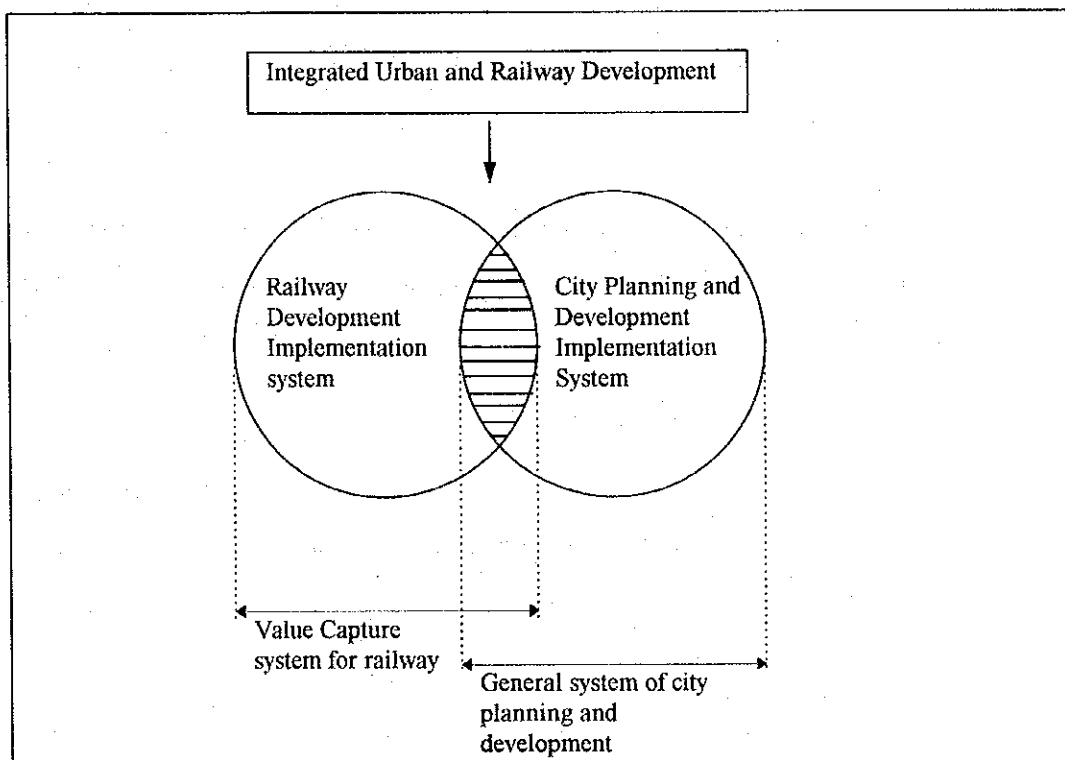 Integrated Urban and Railway Development
Railway
Development
Implementation
system
City Planning and
Development
Implementation
System
Value Capture
system for railway
General system of city
planning and
development